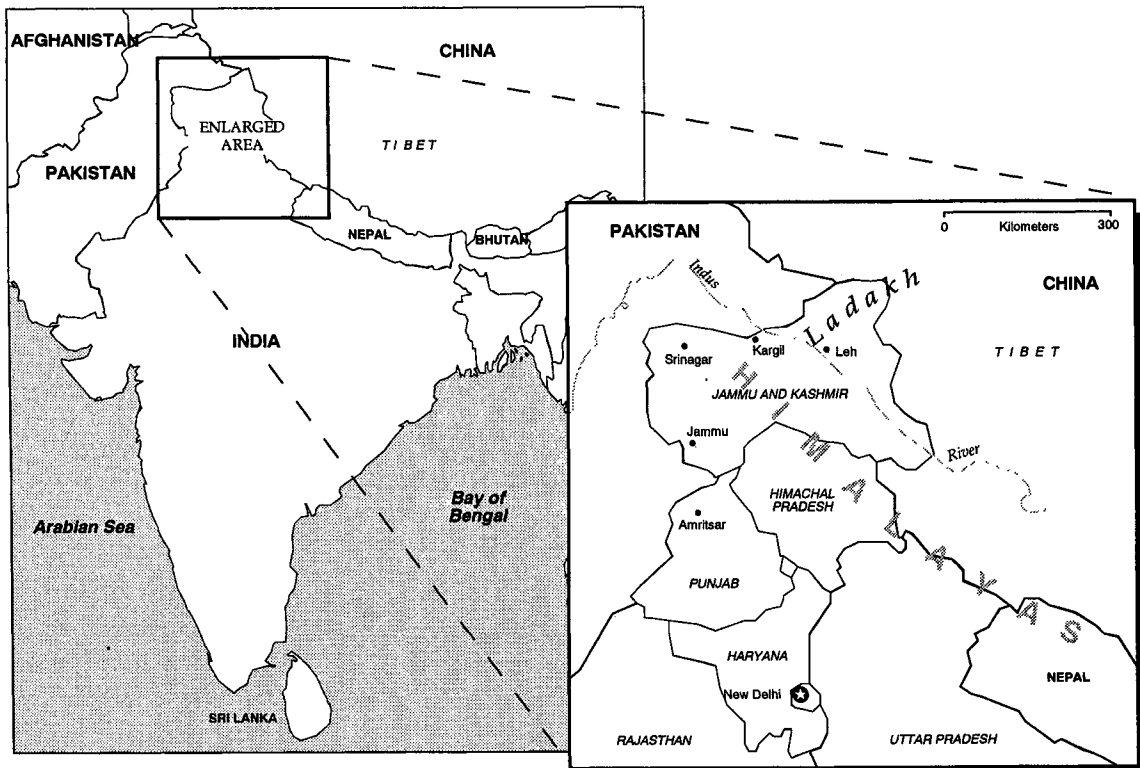 AFGHANISTAN
CHINA
ENLARGED
AREA
TIBET
PAKISTAN
NEPAL
BHUTAN
INDIA
Arabian Sea
Bay of
Bengal
SRI LANKA
PAKISTAN
0 Kilometers 300
Indus
CHINA
Ladakh
TIBET
Srinagar
Kargil
Leh
JAMMU AND KASHMIR
HIMALAYAS
Jammu
River
HIMACHAL
PRADESH
Amritsar
PUNJAB
HARYANA
NEPAL
New Delhi
RAJASTHAN
UTTAR PRADESH